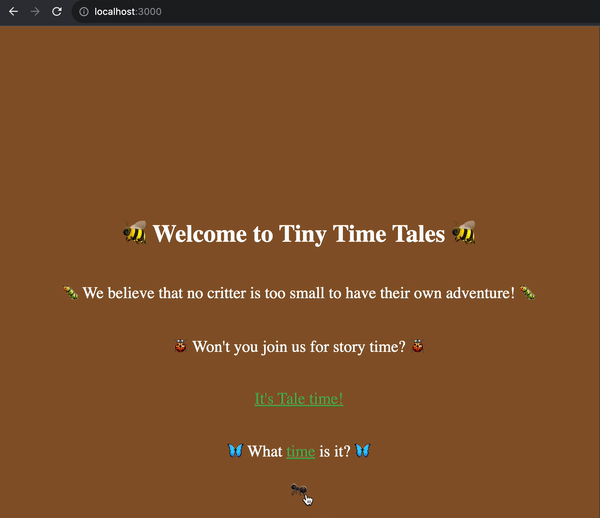 localhost:3000
🐝 Welcome to Tiny Time Tales 🐝
🐛 We believe that no critter is too small to have their own adventure! 🐛
🐞 Won't you join us for story time? 🐞
It's Tale time!
🦋 What time is it? 🦋
🐜